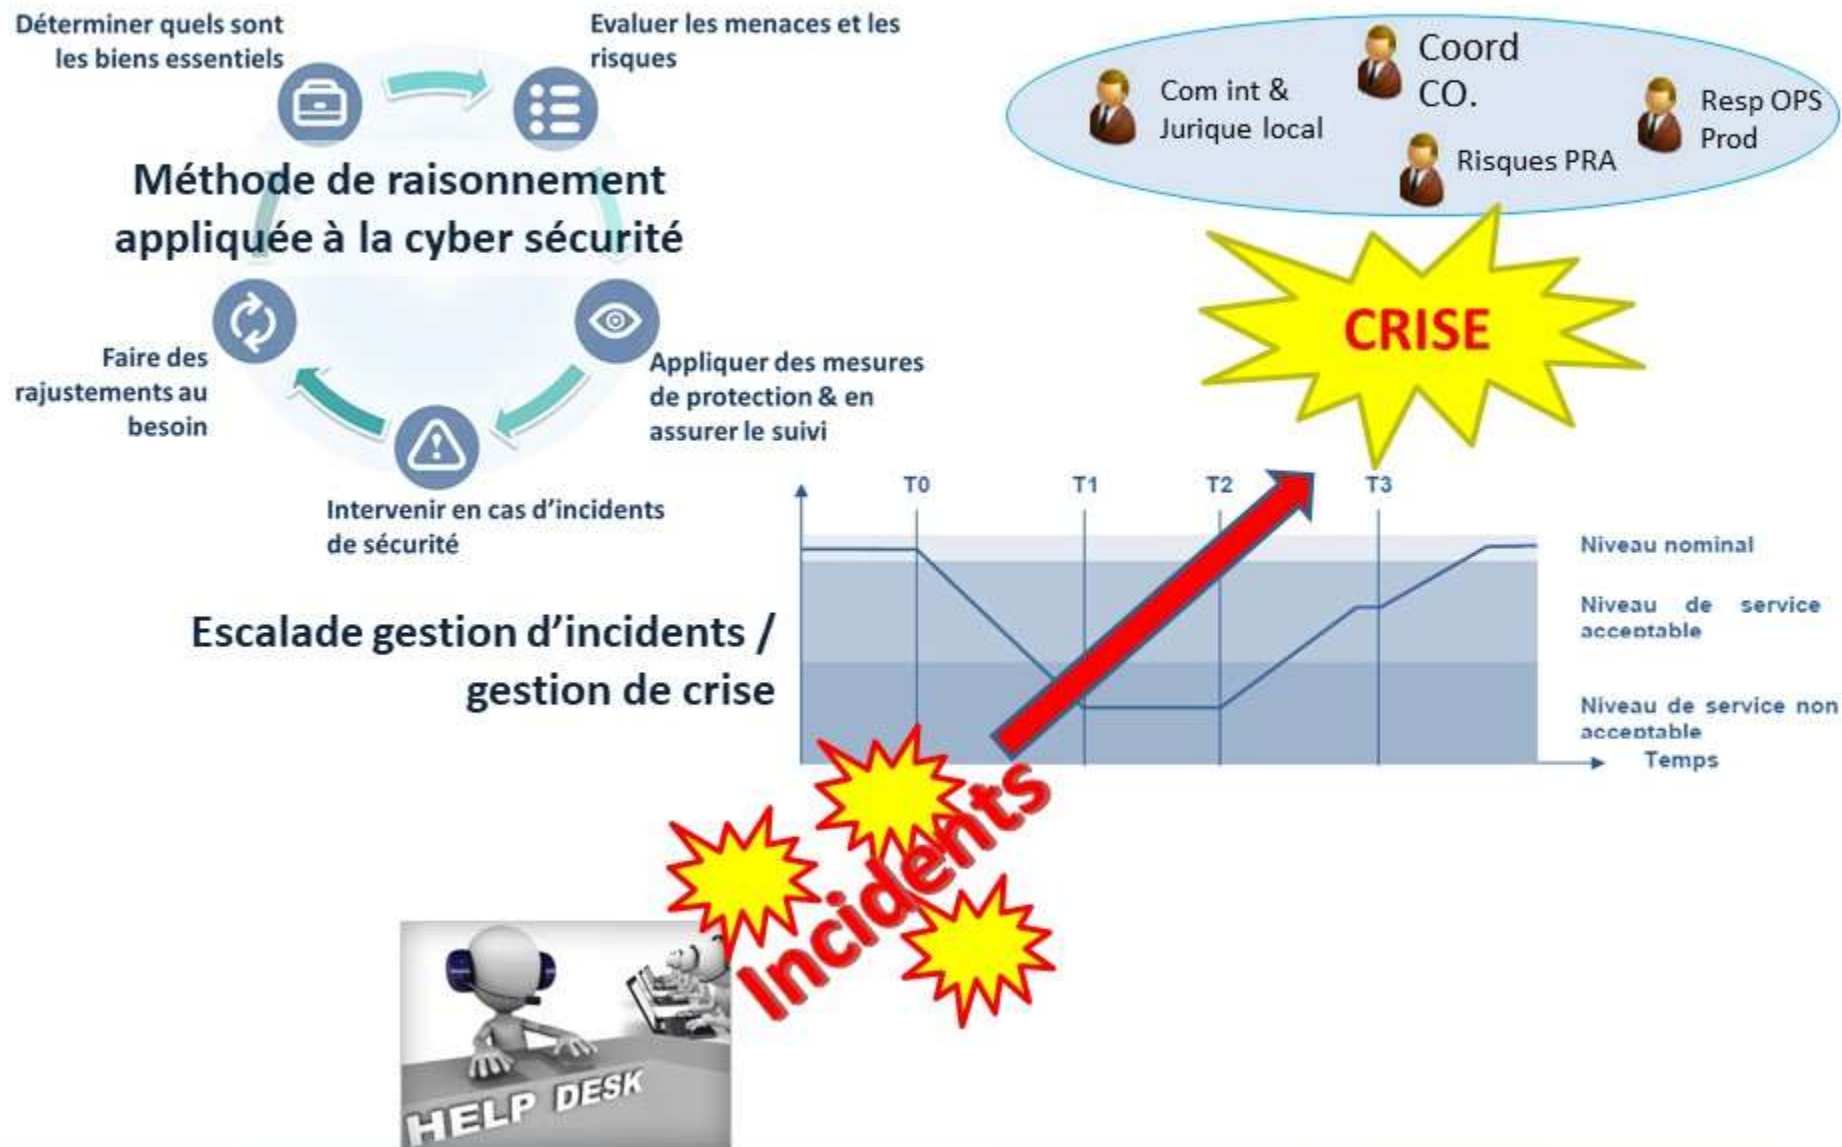 Déterminer quels sont
les biens essentiels
Evaluer les menaces et les
risques
Méthode de raisonnement
appliquée à la cyber sécurité
Faire des
rajustements au
besoin
Appliquer des mesures
de protection & en
assurer le suivi
Intervenir en cas d'incidents
de sécurité
Com int &
Jurique local
Coord
CO.
Risques PRA
Resp OPS
Prod
CRISE
Escalade gestion d'incidents /
gestion de crise
T0
T1
T2
T3
Niveau nominal
Niveau de service
acceptable
Niveau de service non
acceptable
Temps
Incidents
HELP DESK